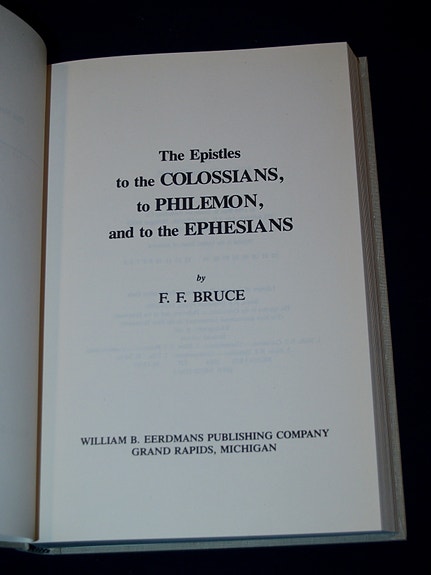 The Epistles
to the COLOSSIANS,
to PHILEMON,
and to the EPHESIANS
by
F. F. BRUCE
WILLIAM B. EERDMANS PUBLISHING COMPANY
GRAND RAPIDS, MICHIGAN